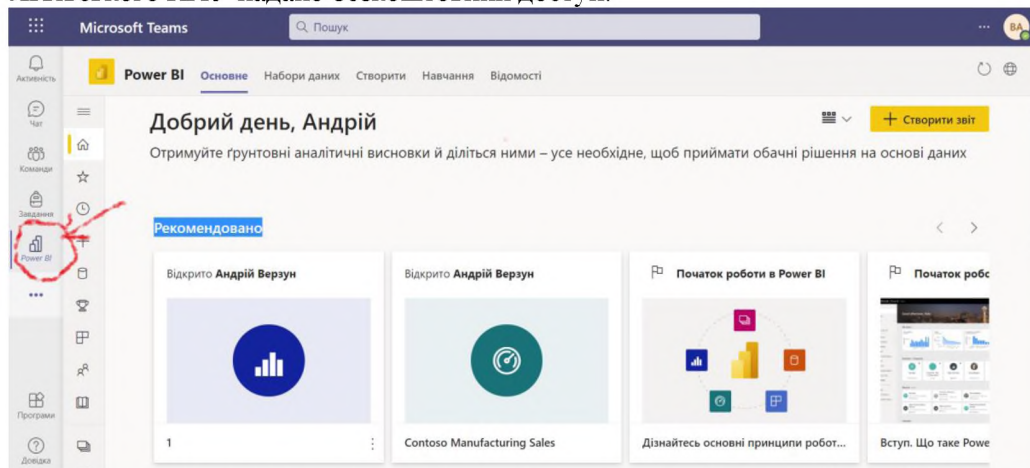 Microsoft Teams
Пошук
BA
Активність
Чат
Команди
Завдання
Power BI
Програми
Довідка
Power BI Основне Набори даних Створити Навчання Відомості
Добрий день, Андрій
Створити звіт
Отримуйте ґрунтовні аналітичні висновки й діліться ними – усе необхідне, щоб приймати обачні рішення на основі даних
Рекомендовано
Відкрито Андрій Верзун
1
Відкрито Андрій Верзун
Contoso Manufacturing Sales
Початок роботи в Power BI
Дізнайтесь основні принципи робот...
Початок робо
Вступ. Що таке Powe